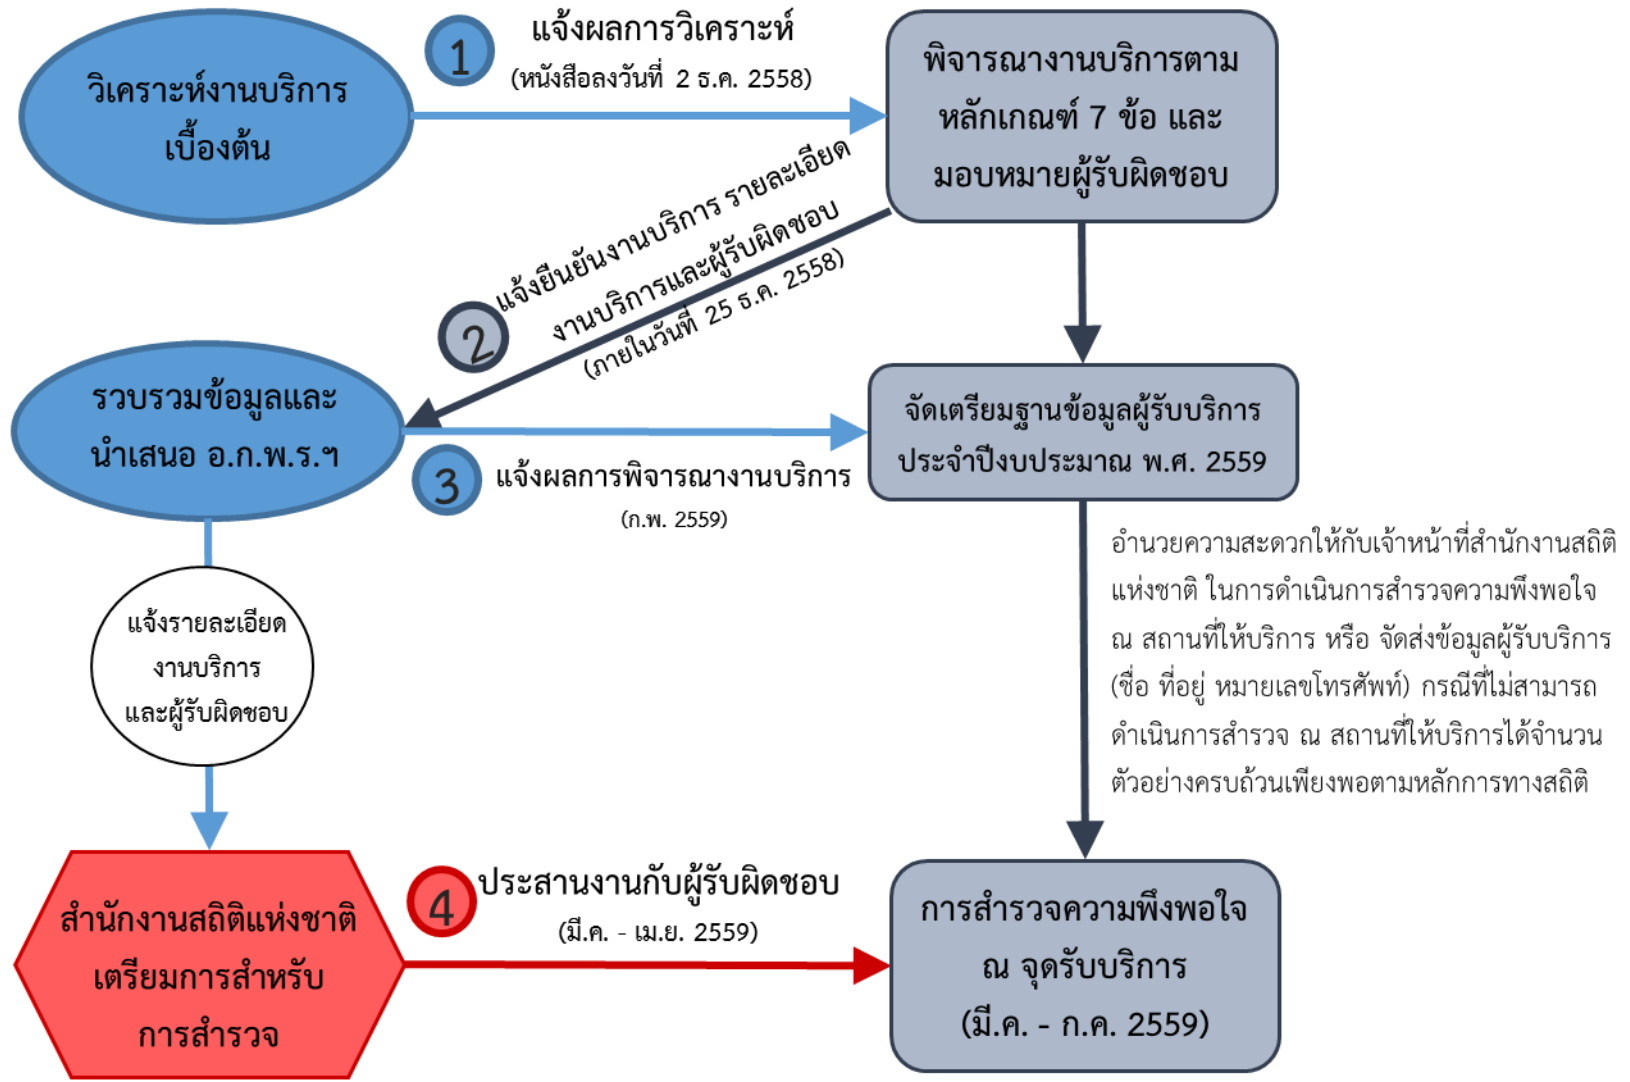 วิเคราะห์งานบริการ
เบื้องต้น
1
แจ้งผลการวิเคราะห์
(หนังสือลงวันที่ 2 ธ.ค. 2558)
พิจารณางานบริการตาม
หลักเกณฑ์ 7 ข้อ และ
มอบหมายผู้รับผิดชอบ
2
แจ้งยืนยันงานบริการ รายละเอียด
งานบริการและผู้รับผิดชอบ
(ภายในวันที่ 25 ธ.ค. 2558)
รวบรวมข้อมูลและ
นำเสนอ อ.ก.พ.ร.ฯ
3
แจ้งผลการพิจารณางานบริการ
(ก.พ. 2559)
จัดเตรียมฐานข้อมูลผู้รับบริการ
ประจำปีงบประมาณ พ.ศ. 2559
แจ้งรายละเอียด
งานบริการ
และผู้รับผิดชอบ
อำนวยความสะดวกให้กับเจ้าหน้าที่สำนักงานสถิติ
แห่งชาติ ในการดำเนินการสำรวจความพึงพอใจ
ณ สถานที่ให้บริการ หรือ จัดส่งข้อมูลผู้รับบริการ
(ชื่อ ที่อยู่ หมายเลขโทรศัพท์) กรณีที่ไม่สามารถ
ดำเนินการสำรวจ ณ สถานที่ให้บริการได้จำนวน
ตัวอย่างครบถ้วนเพียงพอตามหลักการทางสถิติ
สำนักงานสถิติแห่งชาติ
เตรียมการสำหรับ
การสำรวจ
4
ประสานงานกับผู้รับผิดชอบ
(มี.ค. - เม.ย. 2559)
การสำรวจความพึงพอใจ
ณ จุดรับบริการ
(มี.ค. - ก.ค. 2559)